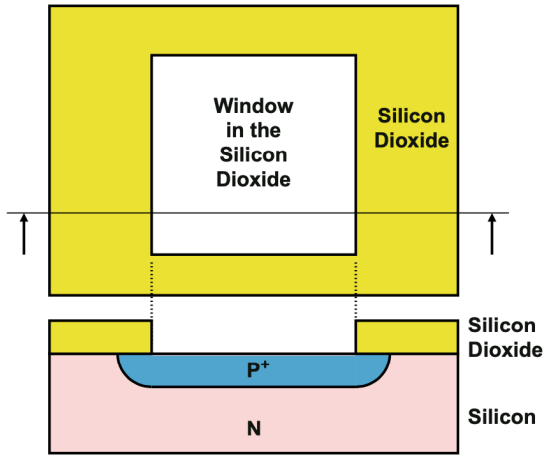 Window
in the
Silicon
Dioxide
Silicon
Dioxide
Silicon
Dioxide
P+
N
Silicon